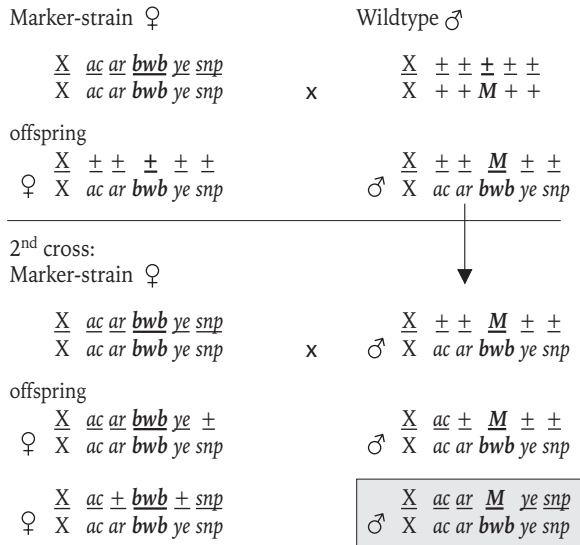 Marker-strain ♀ Wildtype ♂
X ac ar bwb ye snp X + + + + +
X ac ar bwb ye snp x X + + M + +
offspring
X + + + + + X + + M + +
♀ X ac ar bwb ye snp ♂ X ac ar bwb ye snp
2nd cross:
Marker-strain ♀
X ac ar bwb ye snp X + + M + +
X ac ar bwb ye snp x ♂ X ac ar bwb ye snp
offspring
X ac ar bwb ye + X ac + M + +
♀ X ac ar bwb ye snp ♂ X ac ar bwb ye snp
X ac + bwb + snp X ac ar M ye snp
♀ X ac ar bwb ye snp ♂ X ac ar bwb ye snp